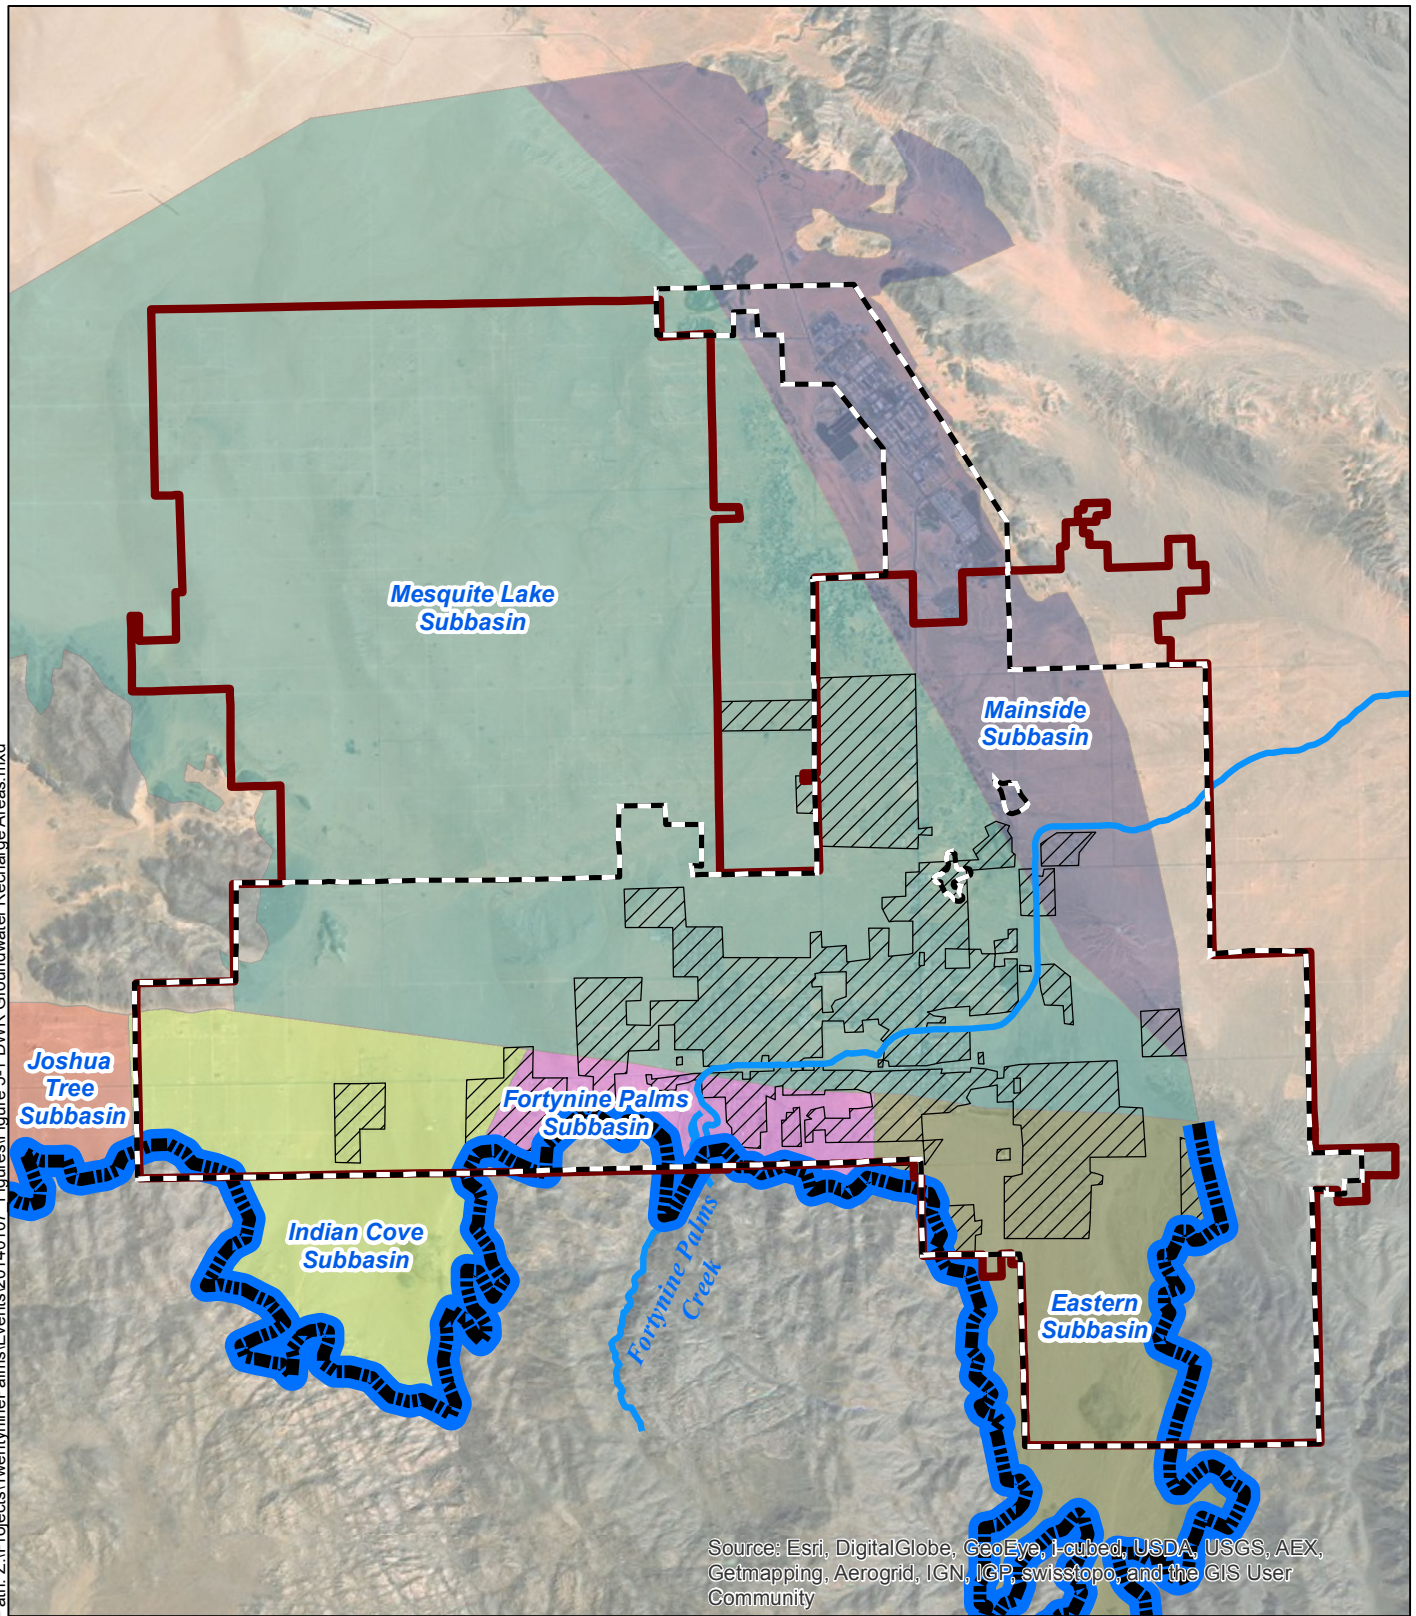 Mesquite Lake
Subbasin
Mainside
Subbasin
Joshua
Tree
Subbasin
Fortynine Palms
Subbasin
Indian Cove
Subbasin
Fortynine Palms
Creek
Eastern
Subbasin
Source: Esri, DigitalGlobe, GeoEye, i-cubed, USDA, USGS, AEX,
Getmapping, Aerogrid, IGN, IGP, swisstopo, and the GIS User
Community